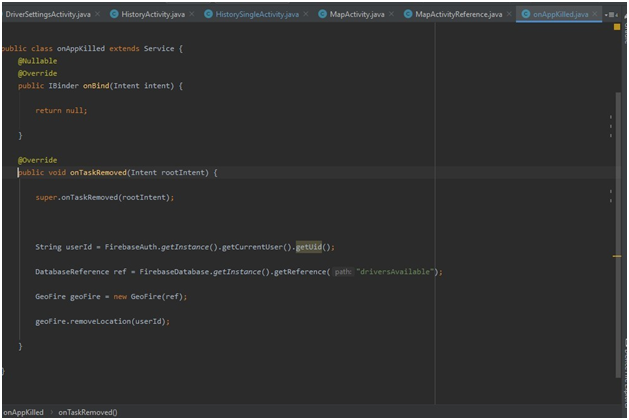 DriverSettingsActivity.java HistoryActivity.java HistorySingleActivity.java MapActivity.java MapActivityReference.java onAppKilled.java
public class onAppKilled extends Service {
@Nullable
@Override
public IBinder onBind(Intent intent) {
return null;
}
@Override
public void onTaskRemoved(Intent rootIntent) {
super.onTaskRemoved(rootIntent);
String userId = FirebaseAuth.getInstance().getCurrentUser().getUid();
DatabaseReference ref = FirebaseDatabase.getInstance().getReference( path: "driversAvailable");
GeoFire geoFire = new GeoFire(ref);
geoFire.removeLocation(userId);
}
}
onAppKilled › onTaskRemoved()